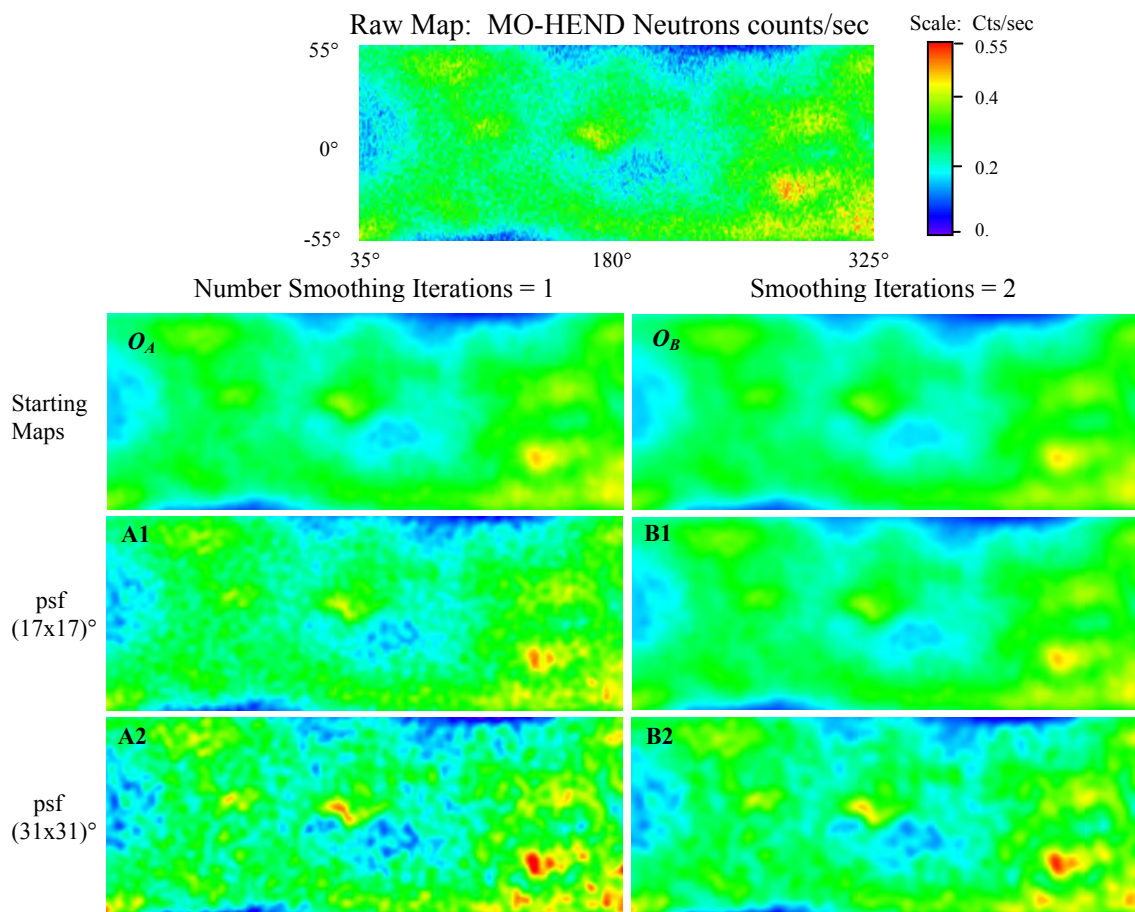 Raw Map: MO-HEND Neutrons counts/sec
Scale: Cts/sec
55°
0°
-55°
35°
180°
325°
0.55
0.4
0.2
0.
Number Smoothing Iterations = 1
Smoothing Iterations = 2
Starting
Maps
O_A
O_B
psf
(17x17)°
A1
B1
psf
(31x31)°
A2
B2